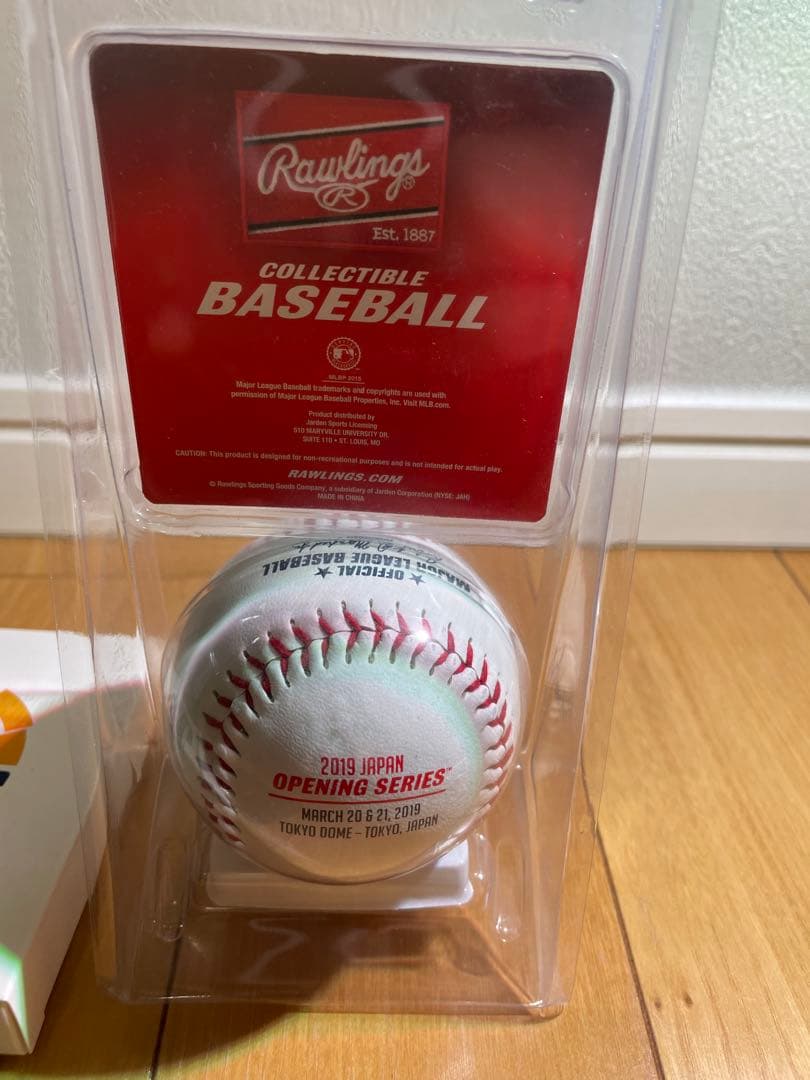 Rawlings®
R
Est. 1887
COLLECTIBLE
BASEBALL
MLBP 2015
Major League Baseball trademarks and copyrights are used with
permission of Major League Baseball Properties, Inc. Visit MLB.com.
Product distributed by
Jarden Sports Licensing
510 MARYVILLE UNIVERSITY DR.
SUITE 110 • ST. LOUIS, MO
CAUTION: This product is designed for non-recreational purposes and is not intended for actual play.
RAWLINGS.COM
© Rawlings Sporting Goods Company, a subsidiary of Jarden Corporation (NYSE: JAH)
MADE IN CHINA
★ OFFICIAL ★
MAJOR LEAGUE BASEBALL
2019 JAPAN
OPENING SERIES™
MARCH 20 & 21, 2019
TOKYO DOME – TOKYO, JAPAN